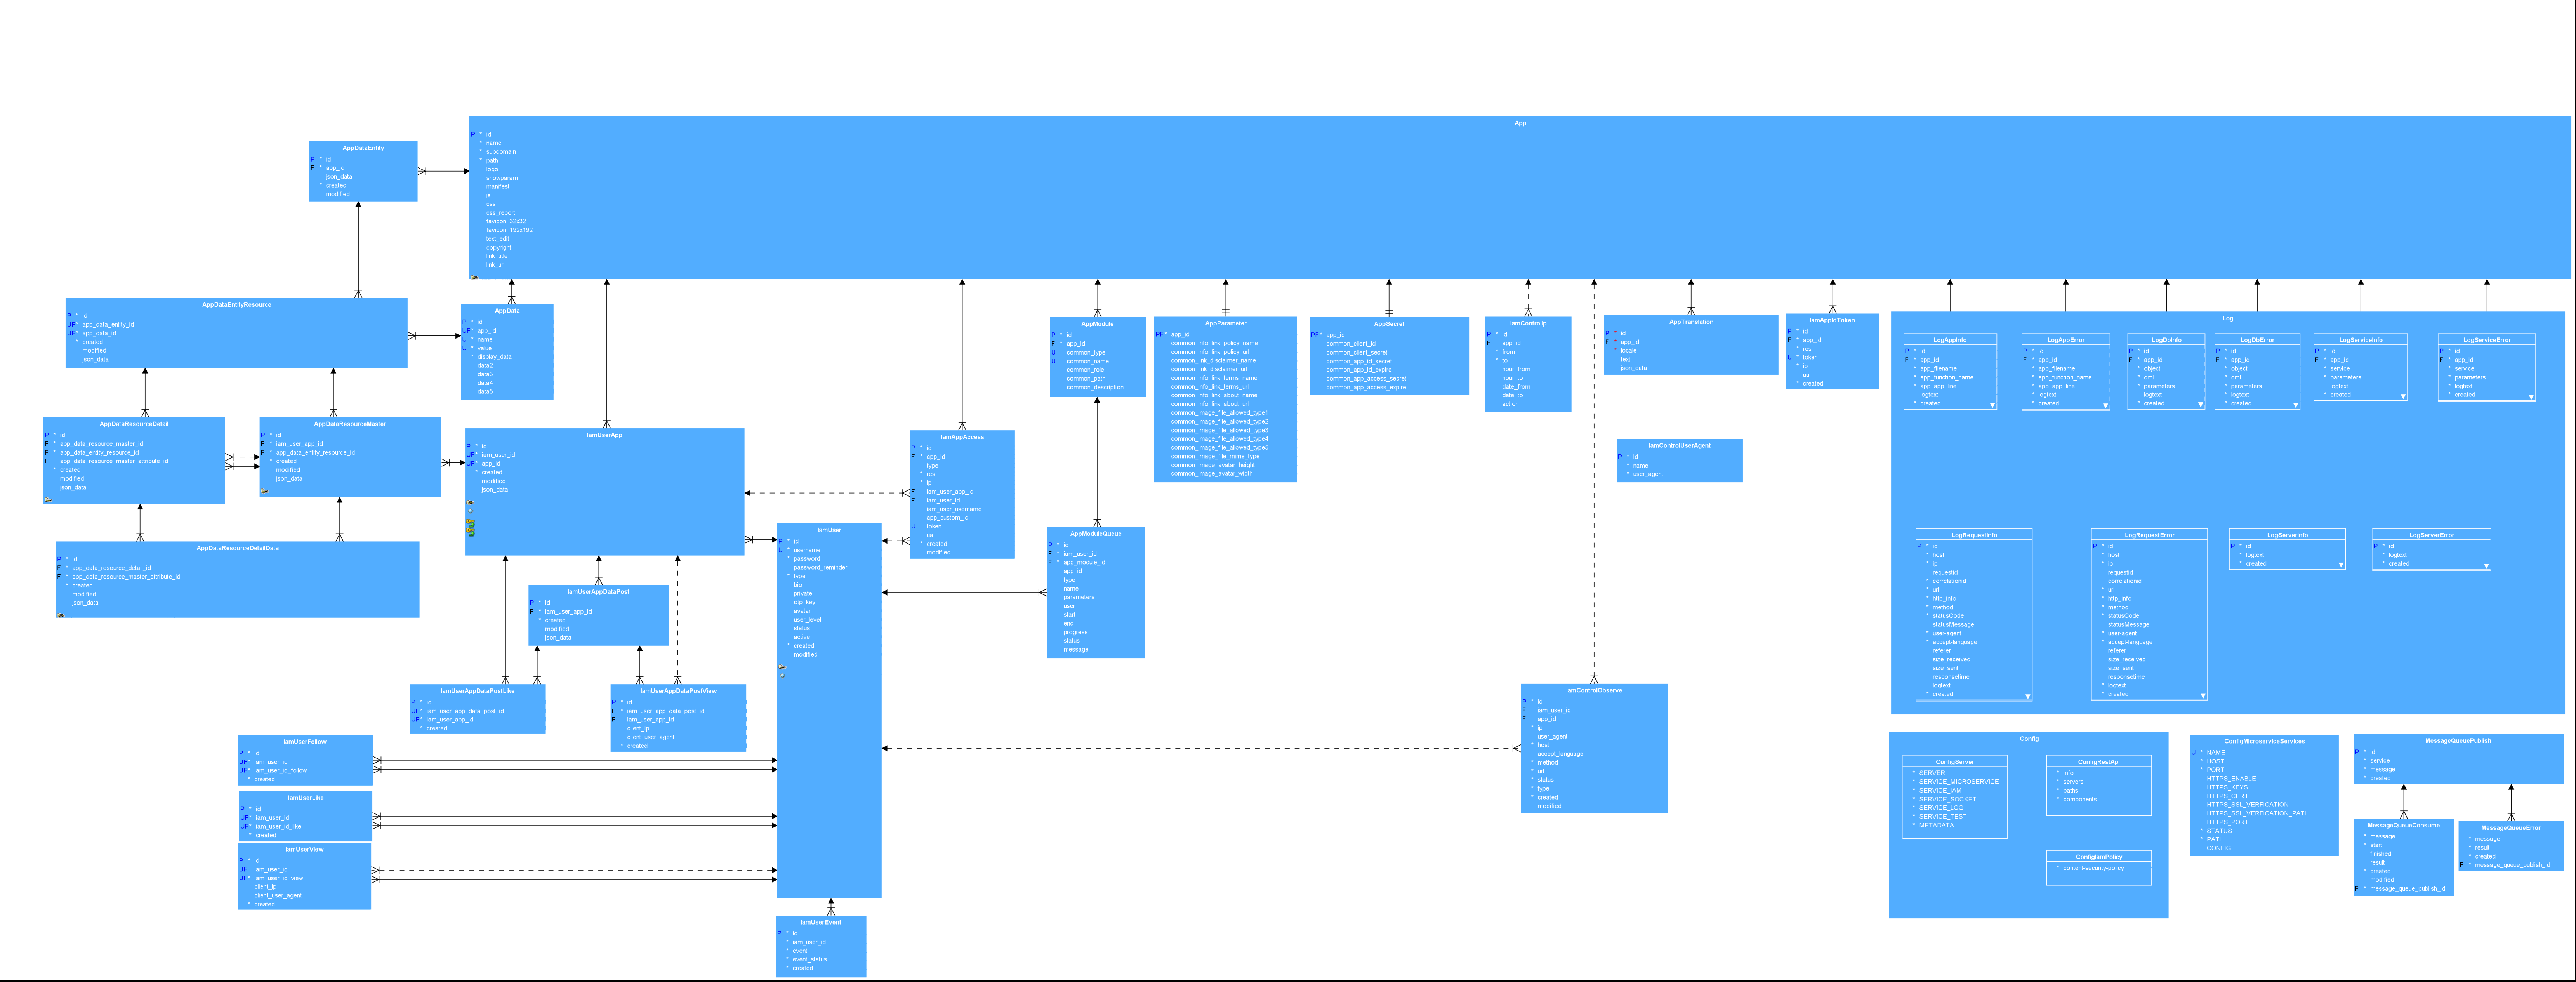 App
P * id
* name
* subdomain
* path
logo
showparam
manifest
js
css
css_report
favicon_32x32
favicon_192x192
text_edit
copyright
link_title
link_url
AppDataEntity
P * id
F * app_id
json_data
* created
modified
AppDataEntityResource
P * id
UF* app_data_entity_id
UF* app_data_id
* created
modified
json_data
AppData
P * id
UF* app_id
U * name
U * value
* display_data
data2
data3
data4
data5
AppModule
P * id
F * app_id
U common_type
U common_name
common_role
common_path
common_description
AppParameter
PF* app_id
common_info_link_policy_name
common_info_link_policy_url
common_link_disclaimer_name
common_link_disclaimer_url
common_info_link_terms_name
common_info_link_terms_url
common_info_link_about_name
common_info_link_about_url
common_image_file_allowed_type1
common_image_file_allowed_type2
common_image_file_allowed_type3
common_image_file_allowed_type4
common_image_file_allowed_type5
common_image_file_mime_type
common_image_avatar_height
common_image_avatar_width
AppSecret
PF* app_id
common_client_id
common_client_secret
common_app_id_secret
common_app_id_expire
common_app_access_secret
common_app_access_expire
IamControlIp
P * id
F app_id
* from
* to
hour_from
hour_to
date_from
date_to
action
AppTranslation
P * id
F * app_id
* locale
text
json_data
IamAppIdToken
P * id
F * app_id
* res
U * token
* ip
ua
* created
Log
LogAppInfo
P * id
F * app_id
* app_filename
* app_function_name
* app_app_line
logtext
* created
LogAppError
P * id
F * app_id
* app_filename
* app_function_name
* app_app_line
* logtext
* created
LogDbInfo
P * id
F * app_id
* object
* dml
* parameters
logtext
* created
LogDbError
P * id
F * app_id
* object
* dml
* parameters
* logtext
* created
LogServiceInfo
P * id
F * app_id
* service
* parameters
logtext
* created
LogServiceError
P * id
F * app_id
* service
* parameters
* logtext
* created
AppDataResourceDetail
P * id
F * app_data_resource_master_id
F * app_data_entity_resource_id
F app_data_resource_master_attribute_id
* created
modified
json_data
AppDataResourceMaster
P * id
F * iam_user_app_id
F * app_data_entity_resource_id
* created
modified
json_data
IamUserApp
P * id
UF* iam_user_id
UF* app_id
* created
modified
json_data
IamAppAccess
P * id
F * app_id
type
* res
* ip
F iam_user_app_id
F iam_user_id
iam_user_username
app_custom_id
U token
ua
* created
modified
IamControlUserAgent
P * id
* name
* user_agent
AppDataResourceDetailData
P * id
F * app_data_resource_detail_id
F * app_data_resource_master_attribute_id
* created
modified
json_data
IamUser
P * id
U * username
* password
password_reminder
* type
bio
private
otp_key
avatar
user_level
status
active
* created
modified
AppModuleQueue
P * id
F * iam_user_id
F * app_module_id
app_id
type
name
parameters
user
start
end
progress
status
message
LogRequestInfo
P * id
* host
* ip
requestid
* correlationid
* url
* http_info
* method
* statusCode
statusMessage
* user-agent
* accept-language
referer
size_received
size_sent
responsetime
logtext
* created
LogRequestError
P * id
* host
* ip
requestid
correlationid
* url
* http_info
* method
* statusCode
statusMessage
* user-agent
* accept-language
referer
size_received
size_sent
responsetime
* logtext
* created
LogServerInfo
P * id
* logtext
* created
LogServerError
P * id
* logtext
* created
IamUserAppDataPost
P * id
F * iam_user_app_id
* created
modified
json_data
IamUserAppDataPostLike
P * id
UF* iam_user_app_data_post_id
UF* iam_user_app_id
* created
IamUserAppDataPostView
P * id
F * iam_user_app_data_post_id
F iam_user_app_id
client_ip
client_user_agent
* created
IamControlObserve
P * id
F iam_user_id
F app_id
* ip
user_agent
* host
accept_language
* method
* url
* status
* type
* created
modified
IamUserFollow
P * id
UF* iam_user_id
UF* iam_user_id_follow
* created
IamUserLike
P * id
UF* iam_user_id
UF* iam_user_id_like
* created
IamUserView
P * id
UF iam_user_id
UF* iam_user_id_view
client_ip
client_user_agent
* created
IamUserEvent
P * id
F * iam_user_id
* event
* event_status
* created
Config
ConfigServer
* SERVER
* SERVICE_MICROSERVICE
* SERVICE_IAM
* SERVICE_SOCKET
* SERVICE_LOG
* SERVICE_TEST
* METADATA
ConfigRestApi
* info
* servers
* paths
* components
ConfigIamPolicy
* content-security-policy
ConfigMicroserviceServices
U * NAME
* HOST
* PORT
HTTPS_ENABLE
HTTPS_KEYS
HTTPS_CERT
HTTPS_SSL_VERFICATION
HTTPS_SSL_VERFICATION_PATH
HTTPS_PORT
* STATUS
* PATH
CONFIG
MessageQueuePublish
P * id
* service
* message
* created
MessageQueueConsume
* message
* start
finished
result
* created
modified
F * message_queue_publish_id
MessageQueueError
* message
* result
* created
F * message_queue_publish_id